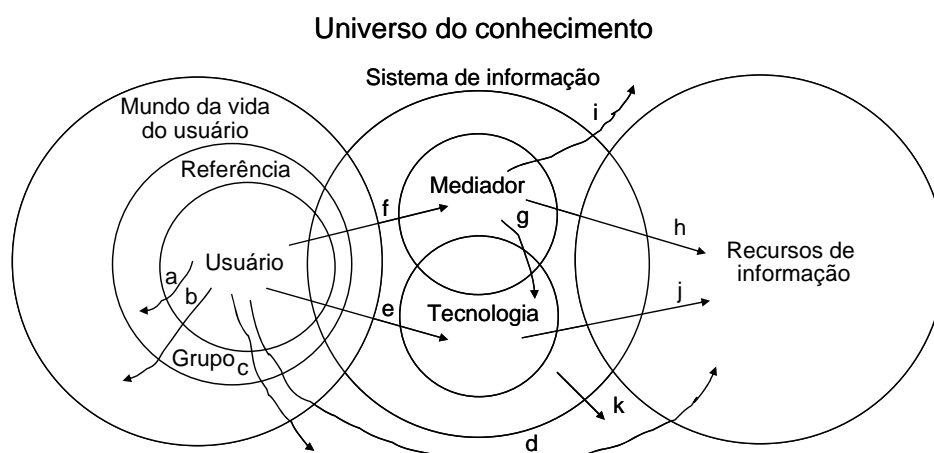 Universo do conhecimento
Sistema de informação
Mundo da vida
do usuário
i
Referência
Mediador
f
g
h
Usuário
a
b
Recursos de
informação
e
Tecnologia
j
Grupo
c
k
d